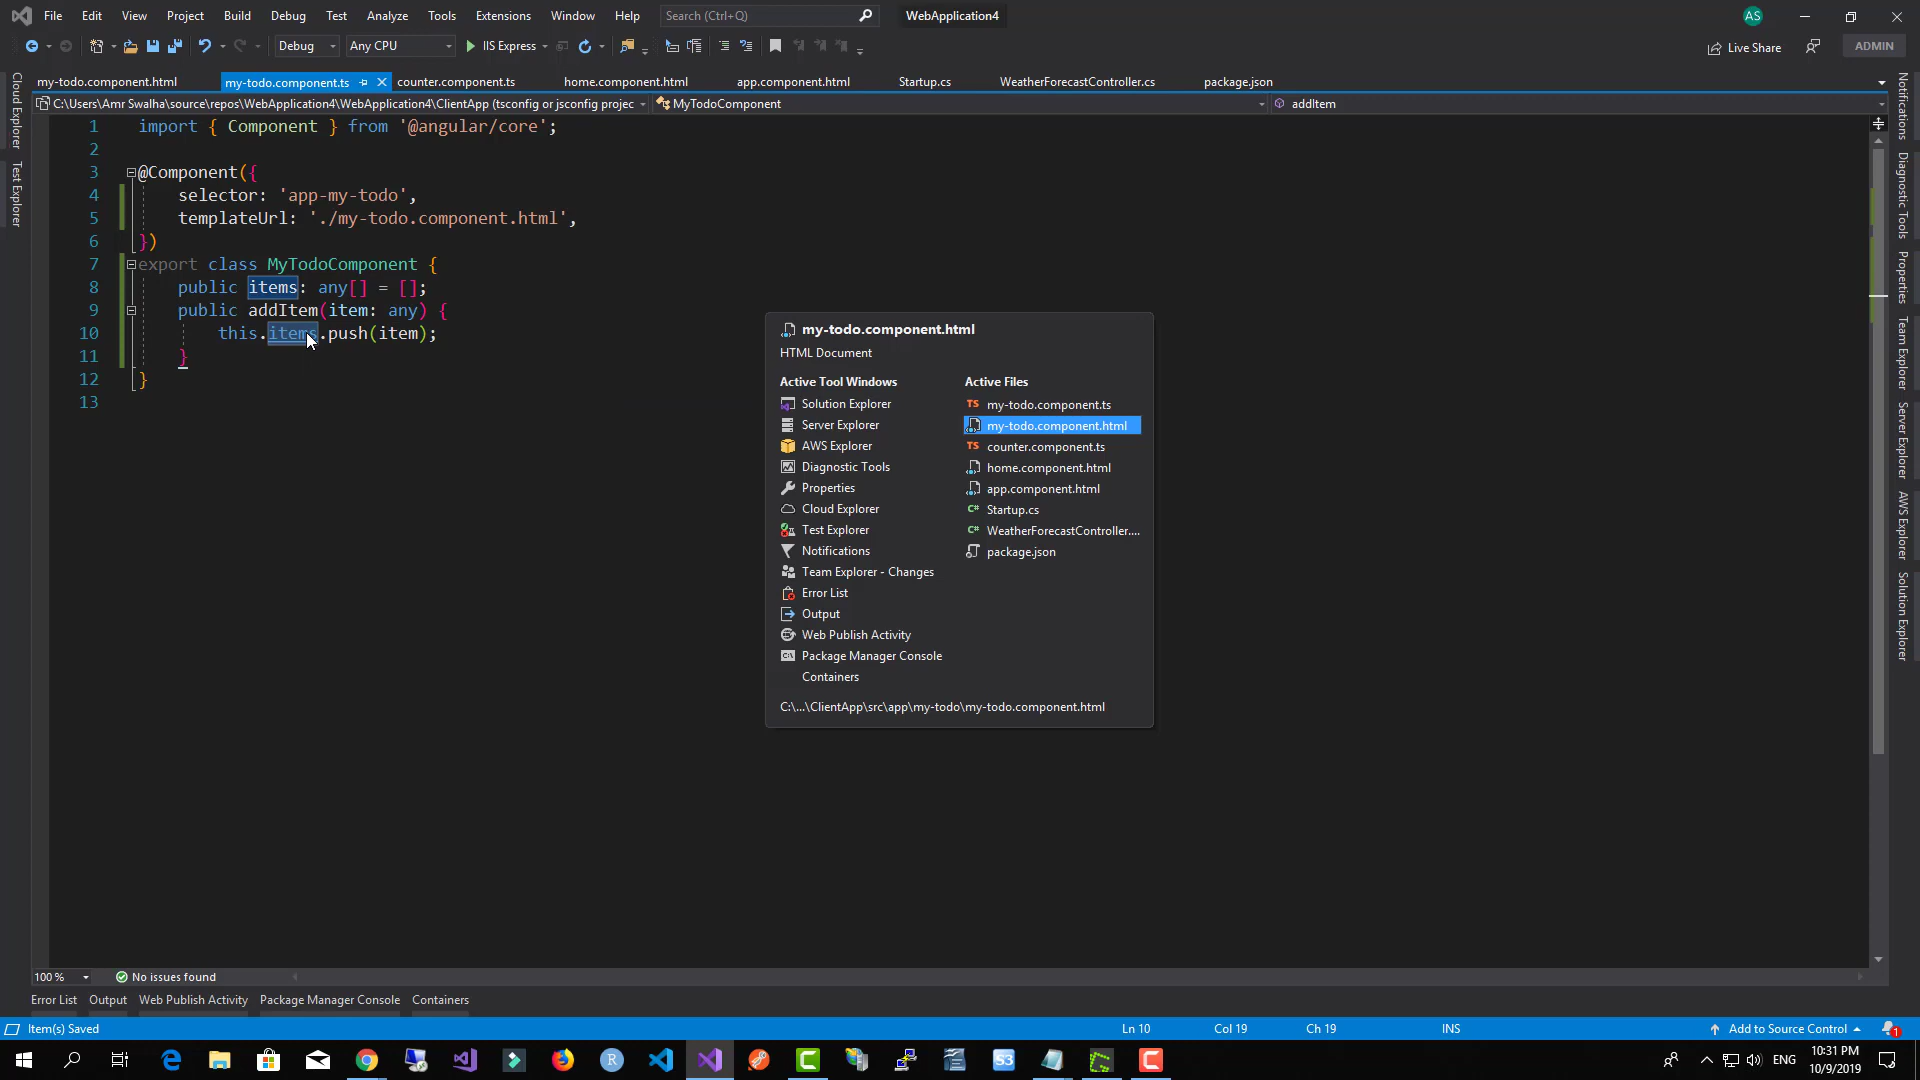 File Edit View Project Build Debug Test Analyze Tools Extensions Window Help Search (Ctrl+Q) WebApplication4 AS
Debug Any CPU IIS Express Live Share ADMIN
my-todo.component.html my-todo.component.ts counter.component.ts home.component.html app.component.html Startup.cs WeatherForecastController.cs package.json
C:\Users\Amr Swalha\source\repos\WebApplication4\WebApplication4\ClientApp (tsconfig or jsconfig projec MyTodoComponent addItem
Cloud Explorer
Test Explorer
1 import { Component } from '@angular/core';
2
3 @Component({
4 selector: 'app-my-todo',
5 templateUrl: './my-todo.component.html',
6 })
7 export class MyTodoComponent {
8 public items: any[] = [];
9 public addItem(item: any) {
10 this.items.push(item);
11 }
12 }
13
my-todo.component.html
HTML Document
Active Tool Windows
Solution Explorer
Server Explorer
AWS Explorer
Diagnostic Tools
Properties
Cloud Explorer
Test Explorer
Notifications
Team Explorer - Changes
Error List
Output
Web Publish Activity
Package Manager Console
Containers
Active Files
TS my-todo.component.ts
my-todo.component.html
TS counter.component.ts
home.component.html
app.component.html
C# Startup.cs
C# WeatherForecastController....
package.json
C:\...\ClientApp\src\app\my-todo\my-todo.component.html
Notifications
Diagnostic Tools
Properties
Team Explorer
Server Explorer
AWS Explorer
Solution Explorer
100 % No issues found
Error List Output Web Publish Activity Package Manager Console Containers
Item(s) Saved Ln 10 Col 19 Ch 19 INS Add to Source Control 1
R S3 ENG 10:31 PM
10/9/2019